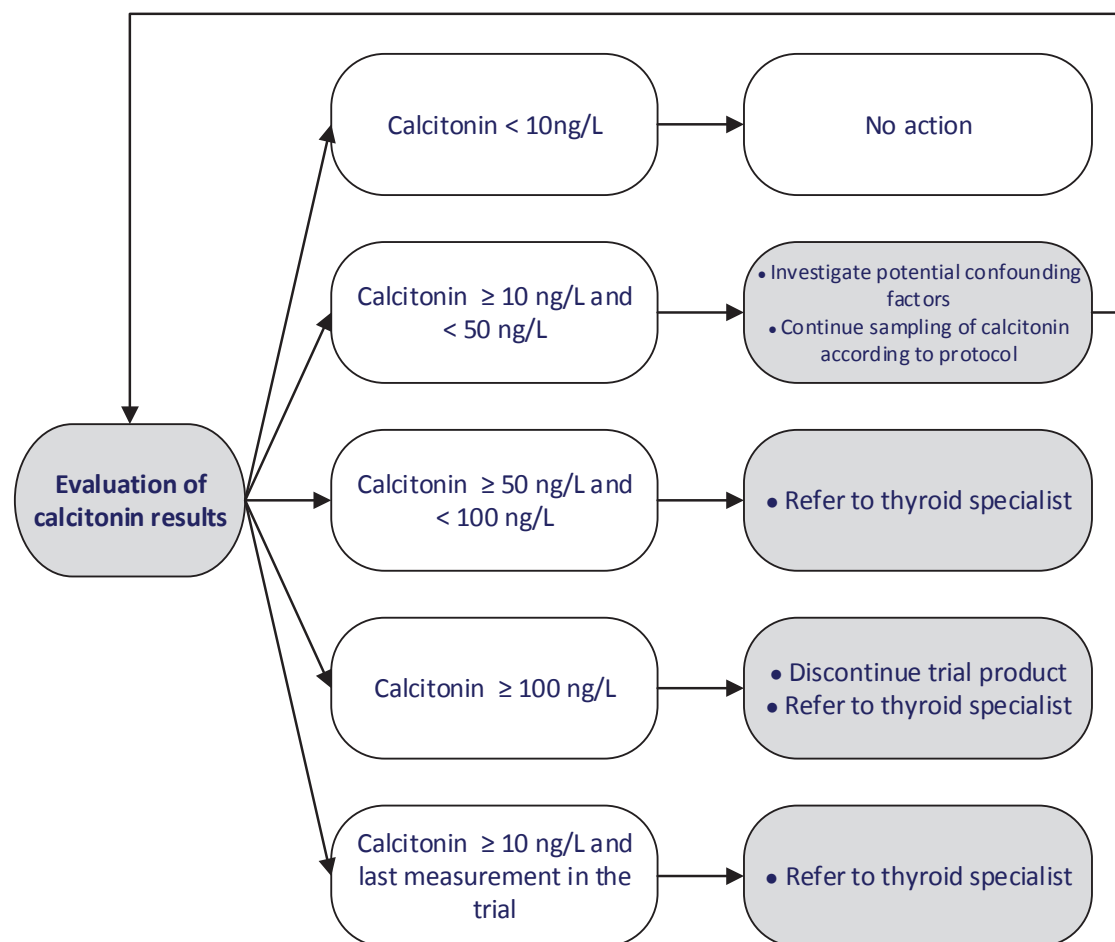 Calcitonin < 10ng/L
No action
Calcitonin ≥ 10 ng/L and
< 50 ng/L
• Investigate potential confounding
factors
• Continue sampling of calcitonin
according to protocol
Evaluation of
calcitonin results
Calcitonin ≥ 50 ng/L and
< 100 ng/L
• Refer to thyroid specialist
Calcitonin ≥ 100 ng/L
• Discontinue trial product
• Refer to thyroid specialist
Calcitonin ≥ 10 ng/L and
last measurement in the
trial
• Refer to thyroid specialist